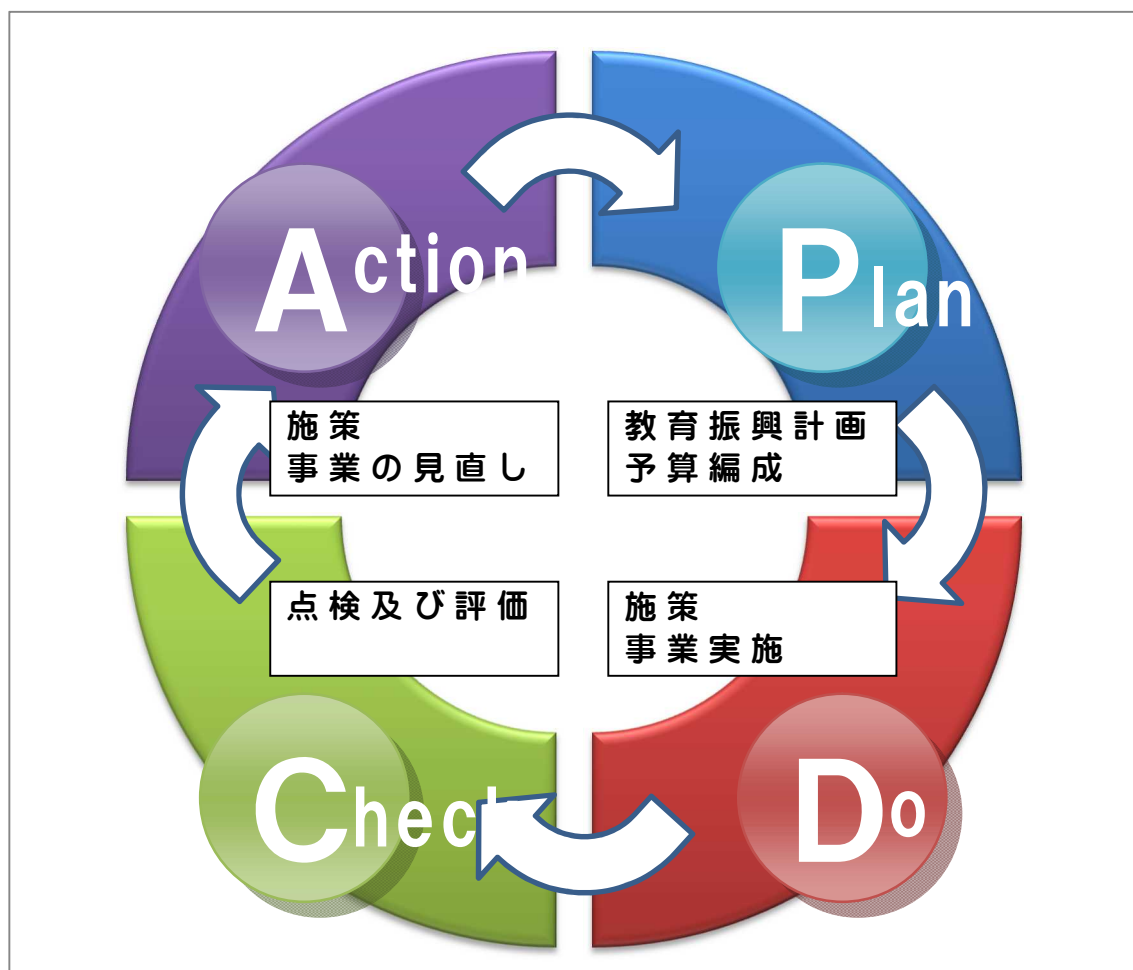 Action
Plan
施策
事業の見直し
教育振興計画
予算編成
点検及び評価
施策
事業実施
Check
Do